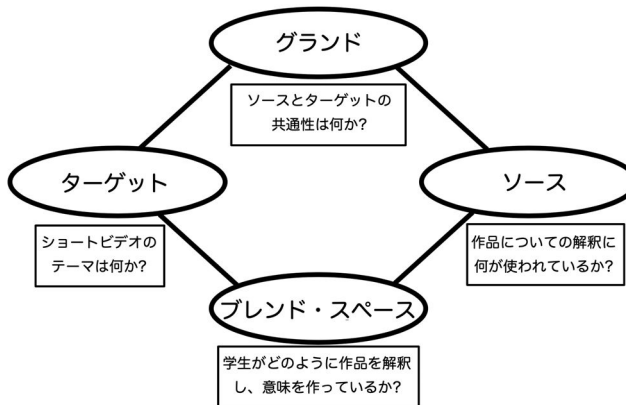 グランド
ソースとターゲットの
共通性は何か?
ターゲット
ソース
ショートビデオの
テーマは何か?
作品についての解釈に
何が使われているか?
ブレンド・スペース
学生がどのように作品を解釈
し、意味を作っているか?